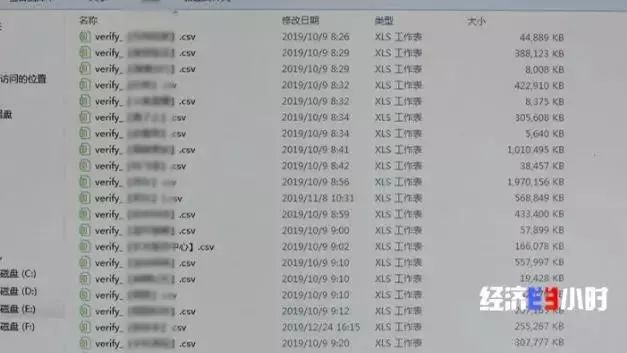 名称 修改日期 类型 大小
verify_ .csv 2019/10/9 8:26 XLS 工作表 44,889 KB
verify_ .csv 2019/10/9 8:29 XLS 工作表 388,123 KB
verify_ .csv 2019/10/9 8:29 XLS 工作表 8,008 KB
访问的位置 verify_ .csv 2019/10/9 8:32 XLS 工作表 422,910 KB
verify_ .csv 2019/10/9 8:32 XLS 工作表 8,375 KB
verify_ .csv 2019/10/9 8:34 XLS 工作表 305,608 KB
verify_ .csv 2019/10/9 8:34 XLS 工作表 5,640 KB
verify_ .csv 2019/10/9 8:41 XLS 工作表 1,010,495 KB
verify_ .csv 2019/10/9 8:42 XLS 工作表 38,457 KB
verify_ .csv 2019/10/9 8:56 XLS 工作表 1,970,156 KB
verify_ .csv 2019/11/8 10:31 XLS 工作表 568,849 KB
verify_ .csv 2019/10/9 8:59 XLS 工作表 433,400 KB
verify_ .csv 2019/10/9 9:00 XLS 工作表 57,899 KB
verify_ 中心】.csv 2019/10/9 9:02 XLS 工作表 166,078 KB
verify_ .csv 2019/10/9 9:10 XLS 工作表 557,997 KB
磁盘 (C:) verify_ .csv 2019/10/9 9:10 XLS 工作表 19,428 KB
磁盘 (D:) verify_ .csv 2019/10/9 9:10 XLS 工作表
磁盘 (E:) verify_ .csv 2019/10/9 9:12 XLS 工作表
磁盘 (F:) verify_ .csv 2019/12/24 16:15 XLS 工作表 255,267 KB
verify_ .csv 2019/10/9 9:20 XLS 工作表 307,777 KB
经济 小时